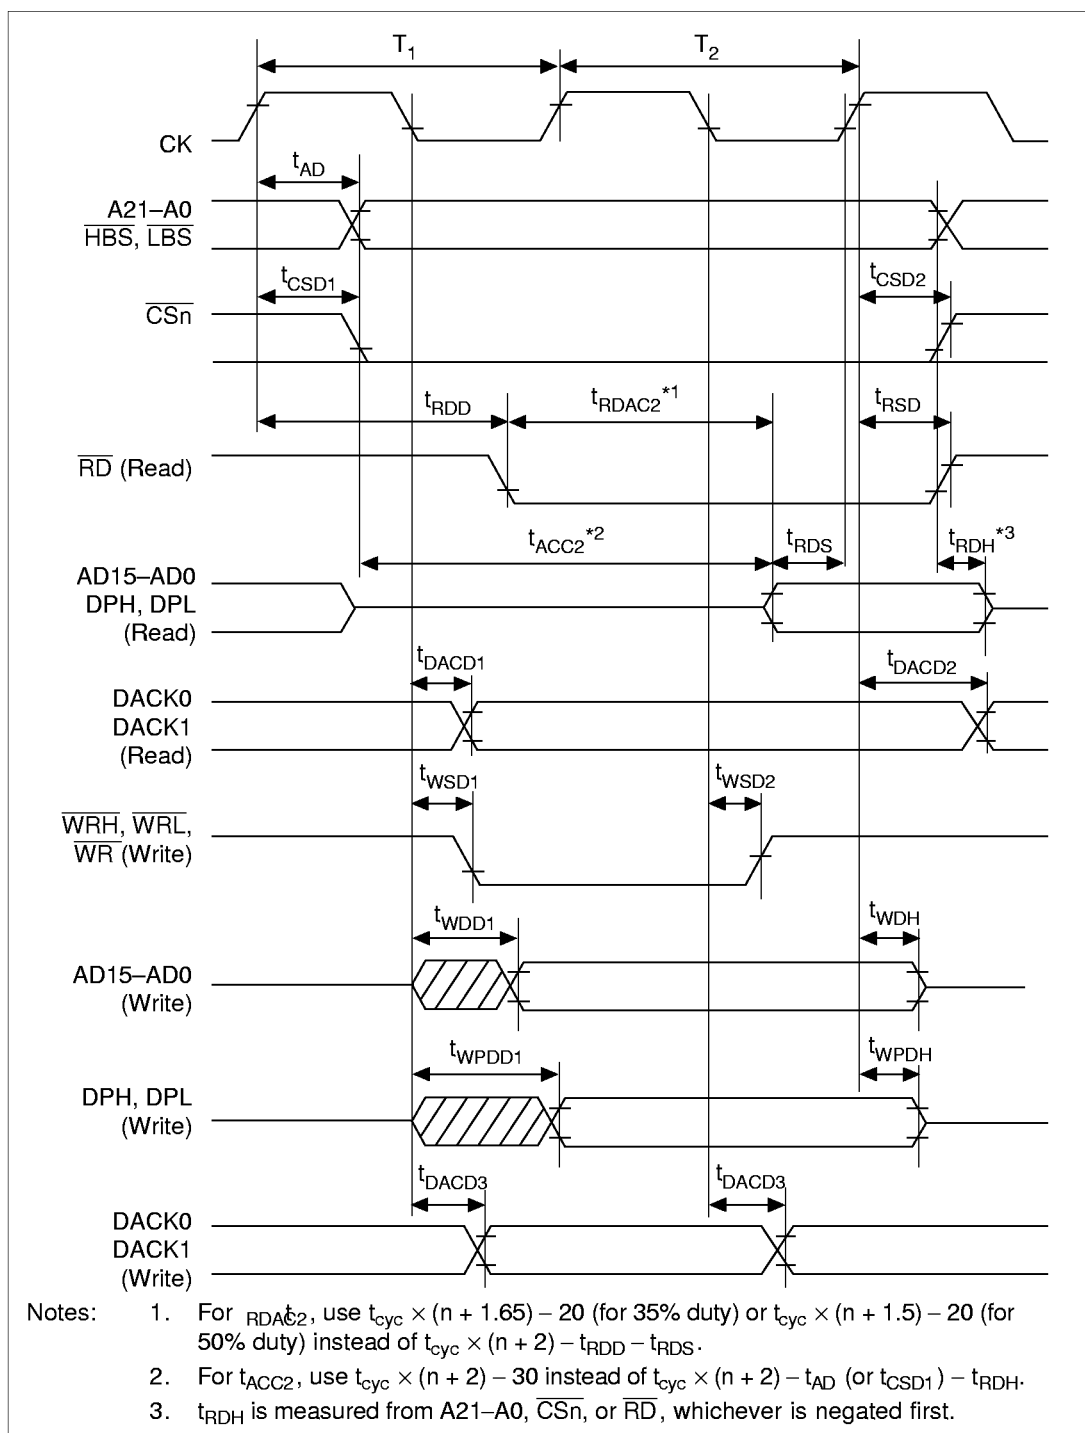 T1 T2
CK
tAD
A21–A0
HBS, LBS
tCSD1 tCSD2
CSn
tRDD tRDAC2*1 tRSD
RD (Read)
tACC2*2 tRDS tRDH*3
AD15–AD0
DPH, DPL
(Read)
tDACD1 tDACD2
DACK0
DACK1
(Read)
tWSD1 tWSD2
WRH, WRL,
WR (Write)
tWDD1 tWDH
AD15–AD0
(Write)
tWPDD1 tWPDH
DPH, DPL
(Write)
tDACD3 tDACD3
DACK0
DACK1
(Write)
Notes: 1. For tRDAC2, use tcyc × (n + 1.65) – 20 (for 35% duty) or tcyc × (n + 1.5) – 20 (for
50% duty) instead of tcyc × (n + 2) – tRDD – tRDS.
2. For tACC2, use tcyc × (n + 2) – 30 instead of tcyc × (n + 2) – tAD (or tCSD1) – tRDH.
3. tRDH is measured from A21–A0, CSn, or RD, whichever is negated first.